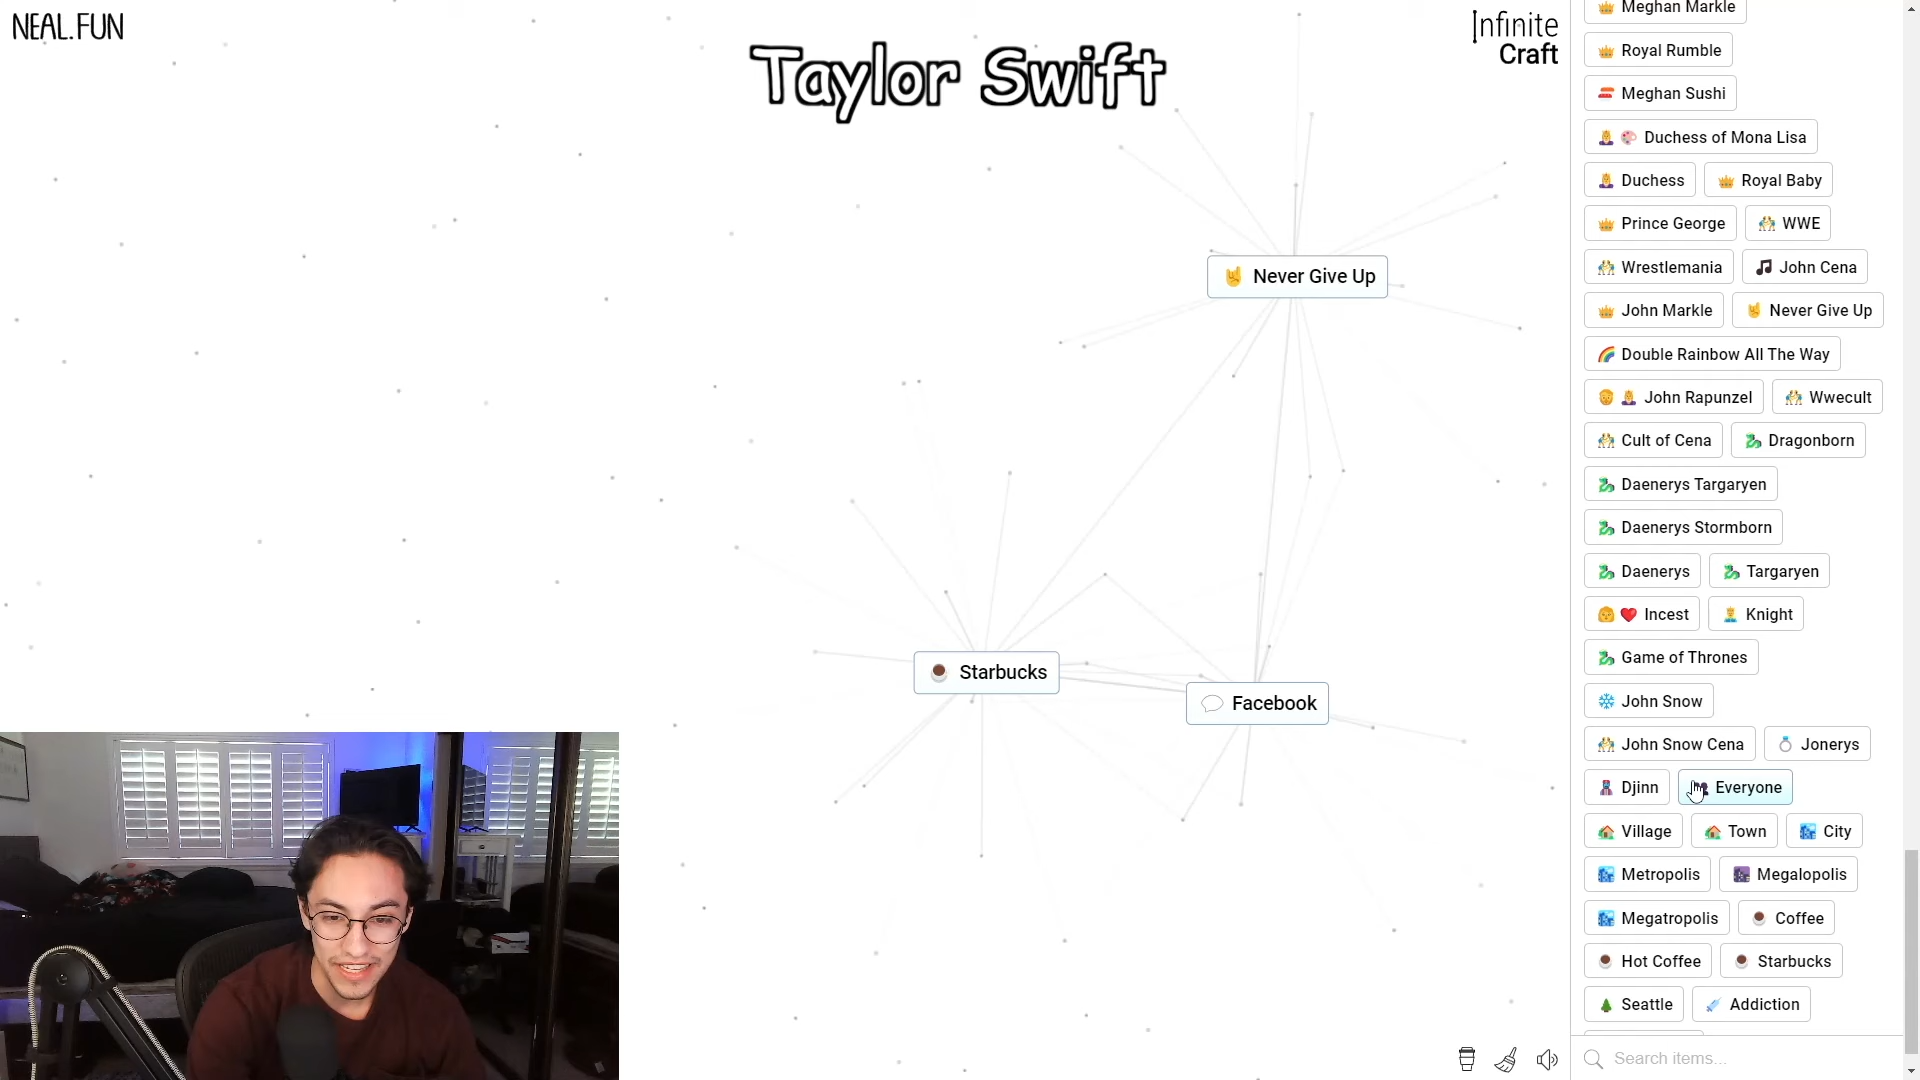 NEAL.FUN
Taylor Swift
Infinite
Craft
Never Give Up
Starbucks
Facebook
Meghan Markle
Royal Rumble
Meghan Sushi
Duchess of Mona Lisa
Duchess Royal Baby
Prince George WWE
Wrestlemania John Cena
John Markle Never Give Up
Double Rainbow All The Way
John Rapunzel Wwecult
Cult of Cena Dragonborn
Daenerys Targaryen
Daenerys Stormborn
Daenerys Targaryen
Incest Knight
Game of Thrones
John Snow
John Snow Cena Jonerys
Djinn Everyone
Village Town City
Metropolis Megalopolis
Megatropolis Coffee
Hot Coffee Starbucks
Seattle Addiction
Search items...